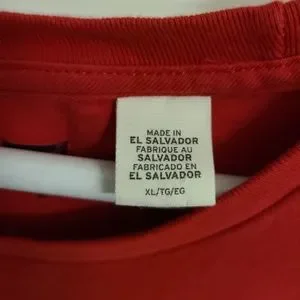 MADE IN
EL SALVADOR
FABRIQUE AU
SALVADOR
FABRICADO EN
EL SALVADOR
XL/TG/EG